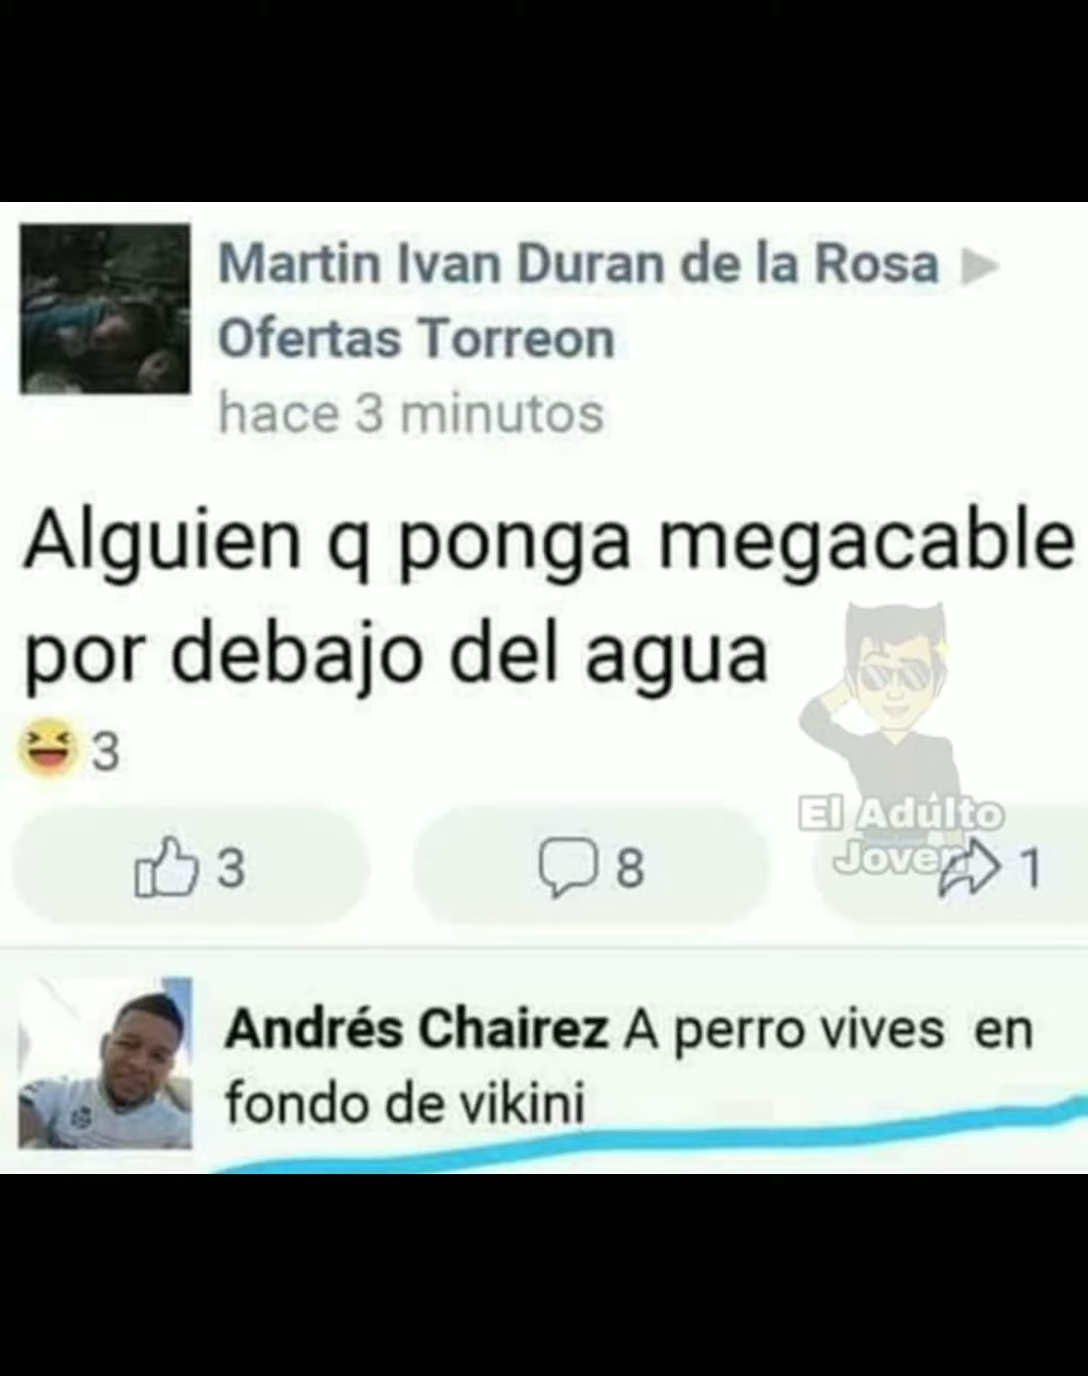 Martin Ivan Duran de la Rosa
Ofertas Torreon
hace 3 minutos
Alguien q ponga megacable
por debajo del agua
3
3 8 1
El Adulto
Joven
Andrés Chairez A perro vives en
fondo de vikini